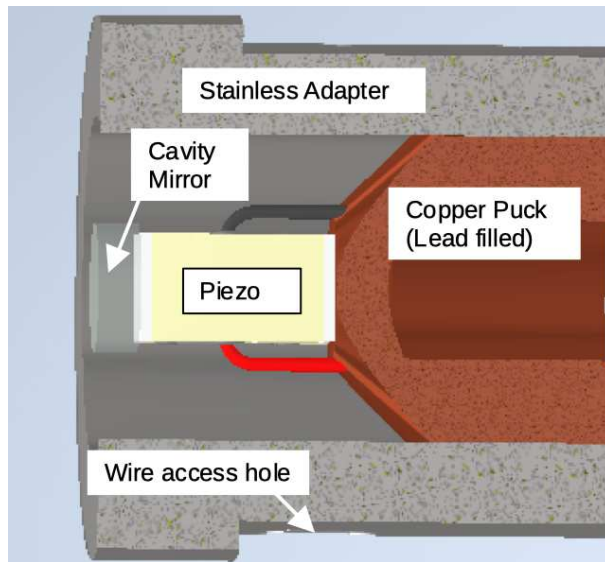 Stainless Adapter
Cavity
Mirror
Copper Puck
(Lead filled)
Piezo
Wire access hole